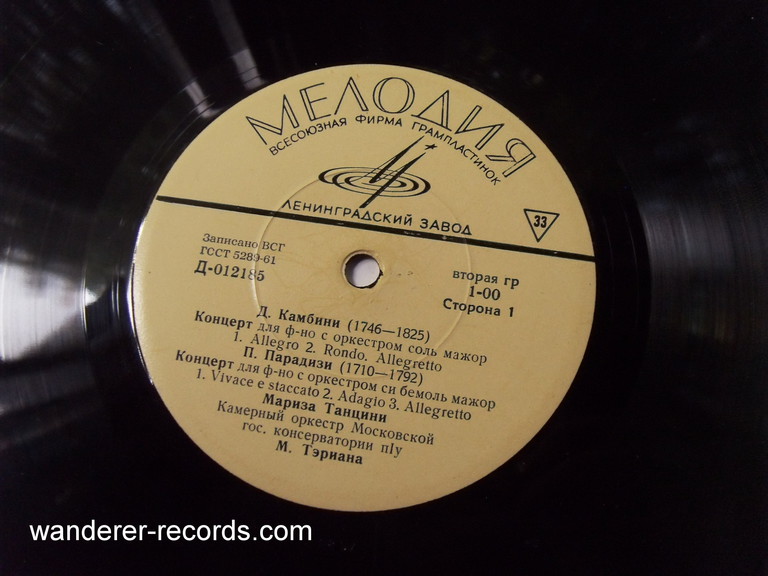 МЕЛОДИЯ
ВСЕСОЮЗНАЯ ФИРМА ГРАМПЛАСТИНОК
ЛЕНИНГРАДСКИЙ ЗАВОД
33
Записано ВСГ
ГОСТ 5289-61
Д-012185
вторая гр
1-00
Сторона 1
Д. Камбини (1746—1825)
Концерт для ф-но с оркестром соль мажор
1. Allegro 2. Rondo. Allegretto
П. Парадизи (1710—1792)
Концерт для ф-но с оркестром си бемоль мажор
1. Vivace e staccato 2. Adagio 3. Allegretto
Мариза Танцини
Камерный оркестр Московской
гос. консерватории пIу
М. Тэриана
wanderer-records.com